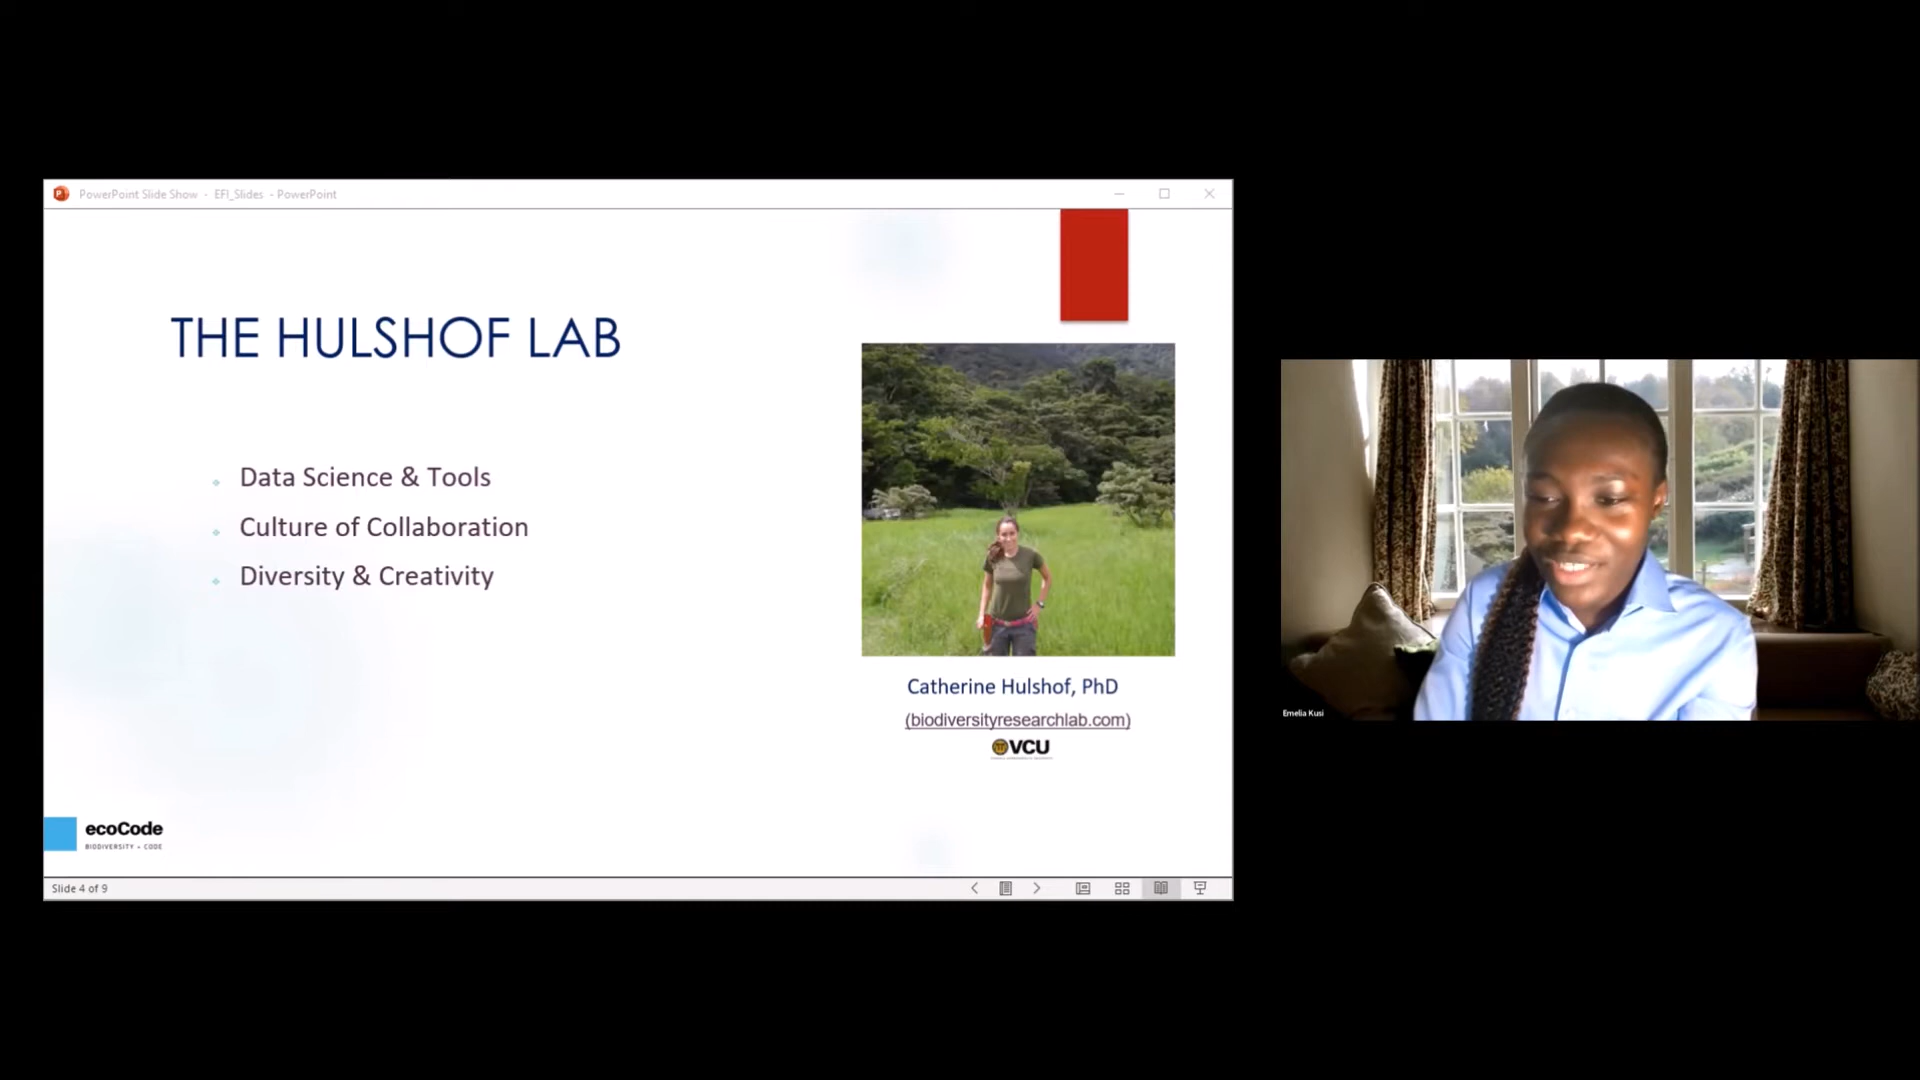 PowerPoint Slide Show - EFI_Slides - PowerPoint
THE HULSHOF LAB
Data Science & Tools
Culture of Collaboration
Diversity & Creativity
Catherine Hulshof, PhD
(biodiversityresearchlab.com)
VCU
ecoCode
BIODIVERSITY + CODE
Slide 4 of 9
Emelia Kusi